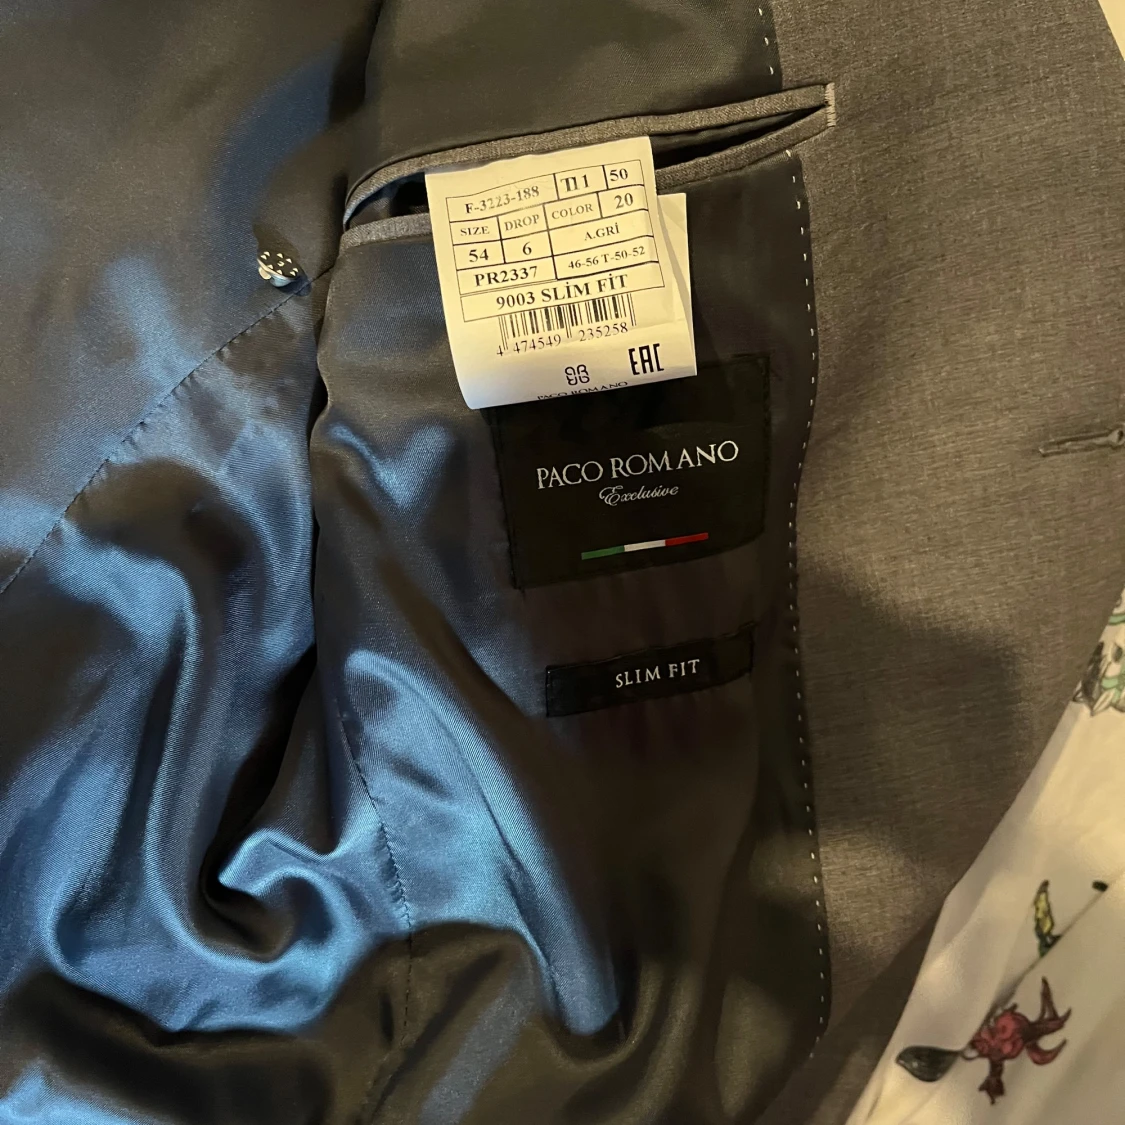 F-3223-188 T11 50
SIZE DROP COLOR 20
54 6 A.GRİ
PR2337 46-56 T-50-52
9003 SLİM FİT
4 474549 235258
EAC
PACO ROMANO
PACO ROMANO
Exclusive
SLIM FIT